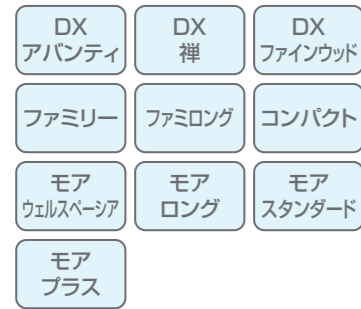 DX
アバンティ
DX
禅
DX
ファインウッド
ファミリー
ファミロング
コンパクト
モア
ウェルスペーシア
モア
ロング
モア
スタンダード
モア
プラス